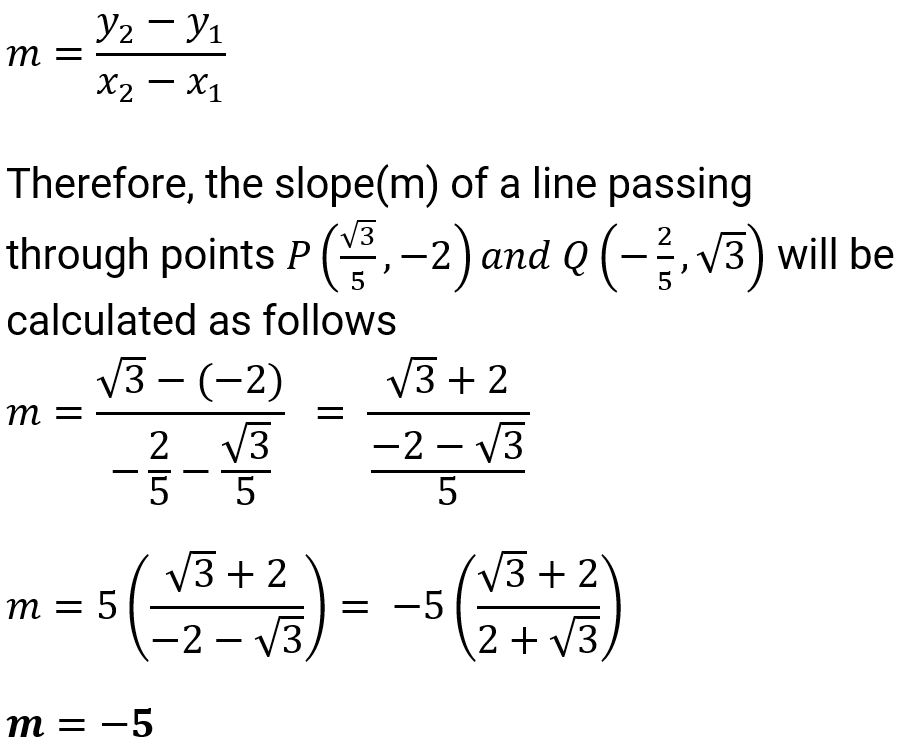 m = \frac{y_2 - y_1}{x_2 - x_1}
Therefore, the slope(m) of a line passing
through points P\left(\frac{\sqrt{3}}{5}, -2\right) and Q\left(-\frac{2}{5}, \sqrt{3}\right) will be
calculated as follows
m = \frac{\sqrt{3} - (-2)}{-\frac{2}{5} - \frac{\sqrt{3}}{5}} = \frac{\sqrt{3} + 2}{\frac{-2 - \sqrt{3}}{5}}
m = 5\left(\frac{\sqrt{3} + 2}{-2 - \sqrt{3}}\right) = -5\left(\frac{\sqrt{3} + 2}{2 + \sqrt{3}}\right)
m = -5